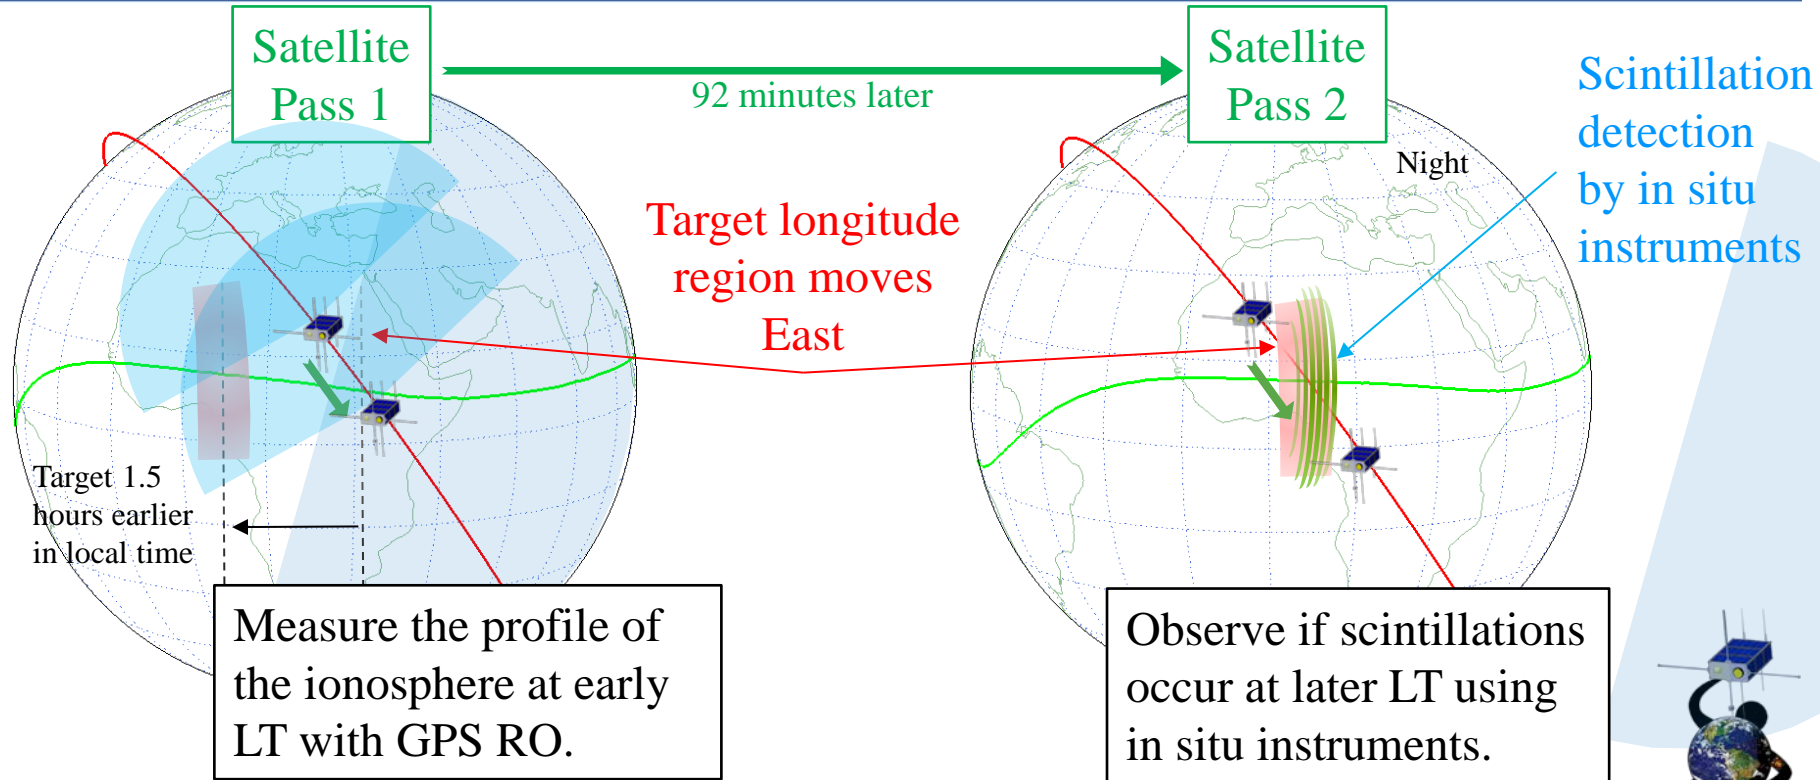 Satellite
Pass 1
92 minutes later
Satellite
Pass 2
Scintillation
detection
by in situ
instruments
Night
Target longitude
region moves
East
Target 1.5
hours earlier
in local time
Measure the profile of
the ionosphere at early
LT with GPS RO.
Observe if scintillations
occur at later LT using
in situ instruments.